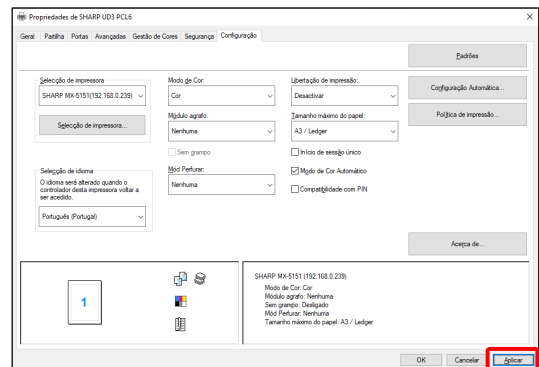 Propriedades de SHARP UD3 PCL6
Geral Partilha Portas Avançadas Gestão de Cores Segurança Configuração
Padrões
Selecção de impressora
SHARP MX-5151(192.168.0.239)
Selecção de impressora...
Modo de Cor:
Cor
Libertação de impressão:
Desactivar
Configuração Automática...
Módulo agrafo:
Nenhuma
Tamanho máximo do papel:
A3 / Ledger
Política de impressão...
Sem grampo
Início de sessão único
Selecção de idioma
O idioma será alterado quando o
controlador desta impressora voltar a
ser acedido.
Português (Portugal)
Mód Perfurar:
Nenhuma
Modo de Cor Automático
Compatibilidade com PIN
Acerca de...
1
SHARP MX-5151 (192.168.0.239)
Modo de Cor: Cor
Módulo agrafo: Nenhuma
Sem grampo: Desligado
Mód Perfurar: Nenhuma
Tamanho máximo do papel: A3 / Ledger
OK Cancelar Aplicar